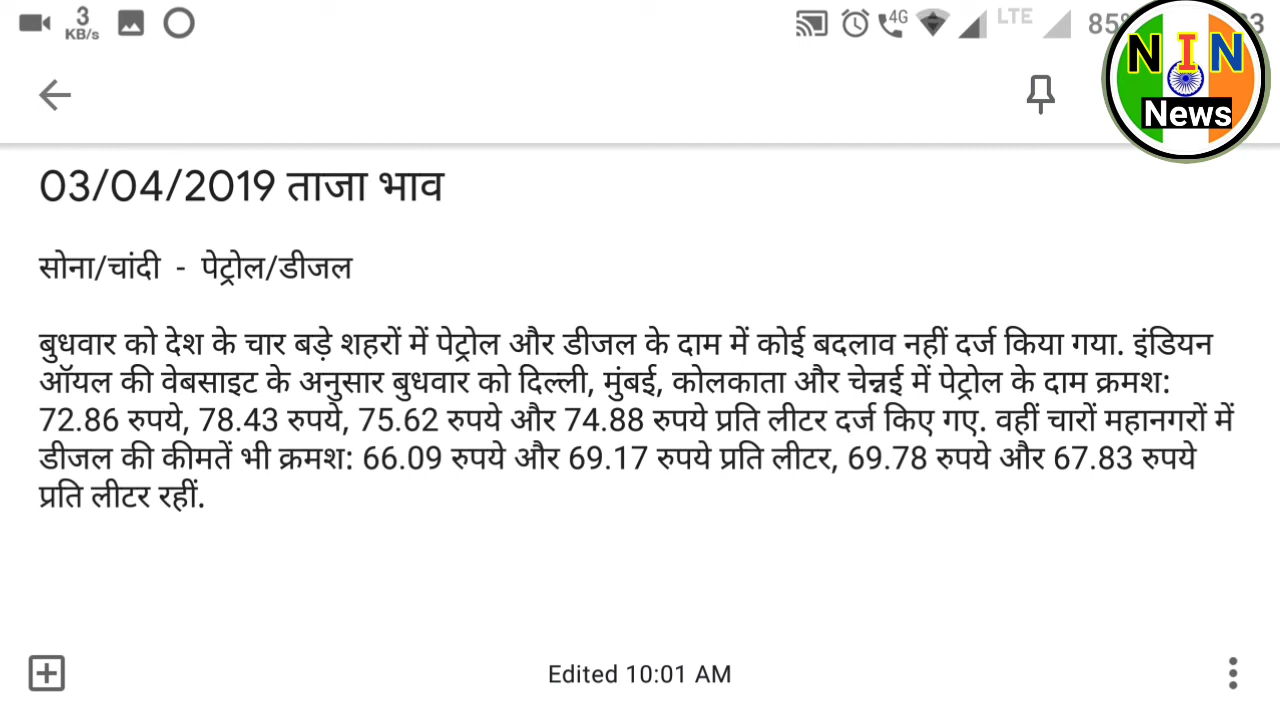 3
KB/s
4G
LTE
85
N I N
News
03/04/2019 ताजा भाव
सोना/चांदी - पेट्रोल/डीजल
बुधवार को देश के चार बड़े शहरों में पेट्रोल और डीजल के दाम में कोई बदलाव नहीं दर्ज किया गया. इंडियन
ऑयल की वेबसाइट के अनुसार बुधवार को दिल्ली, मुंबई, कोलकाता और चेन्नई में पेट्रोल के दाम क्रमश:
72.86 रुपये, 78.43 रुपये, 75.62 रुपये और 74.88 रुपये प्रति लीटर दर्ज किए गए. वहीं चारों महानगरों में
डीजल की कीमतें भी क्रमश: 66.09 रुपये और 69.17 रुपये प्रति लीटर, 69.78 रुपये और 67.83 रुपये
प्रति लीटर रहीं.
Edited 10:01 AM